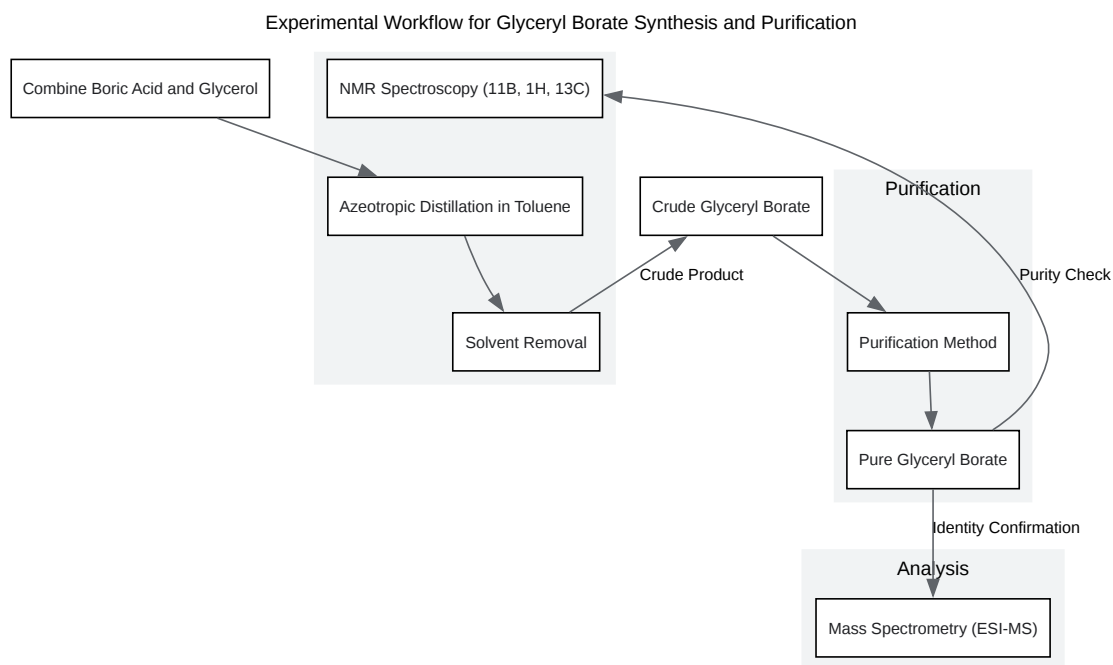 Experimental Workflow for Glyceryl Borate Synthesis and Purification
Combine Boric Acid and Glycerol
NMR Spectroscopy (11B, 1H, 13C)
Azeotropic Distillation in Toluene
Crude Glyceryl Borate
Purification
Crude Product
Purity Check
Solvent Removal
Purification Method
Pure Glyceryl Borate
Identity Confirmation
Analysis
Mass Spectrometry (ESI-MS)